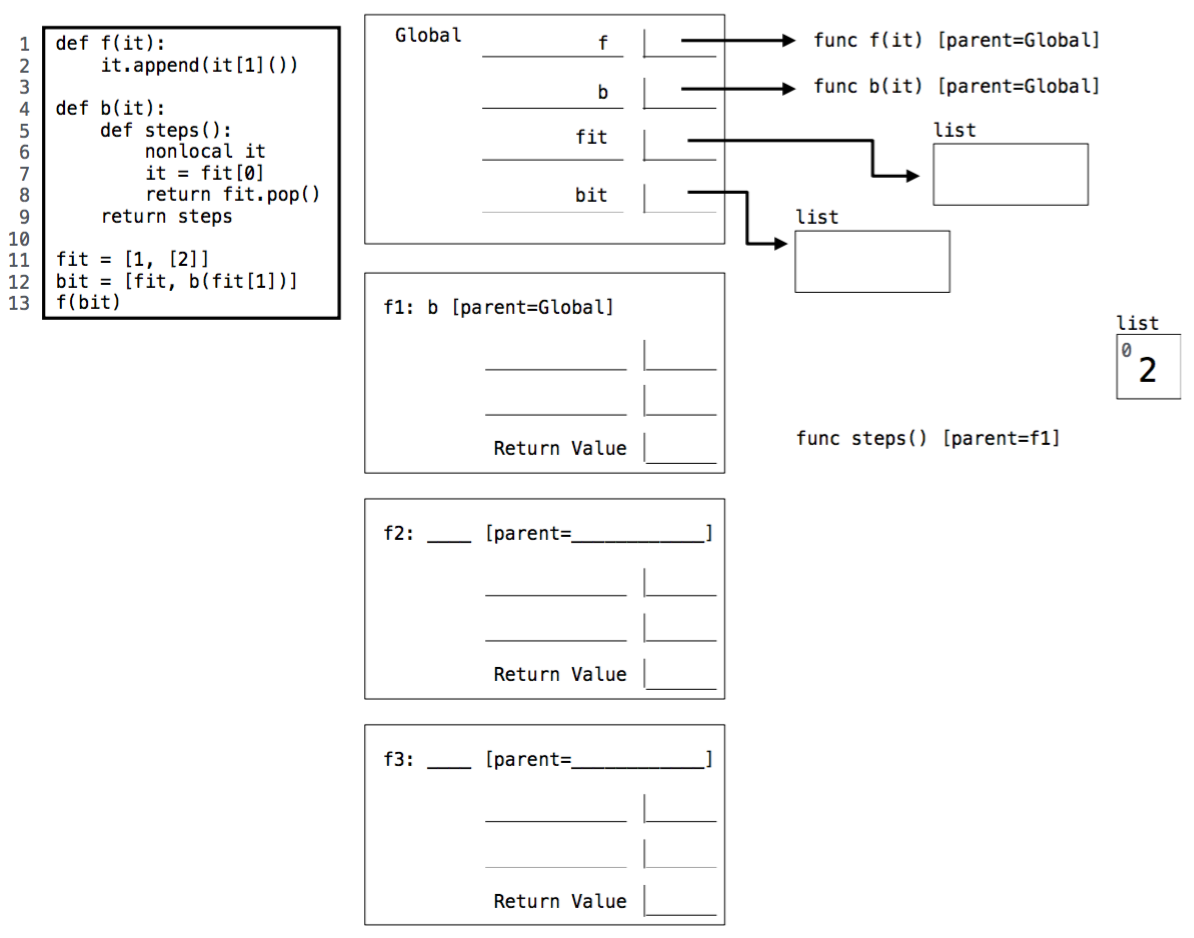 1 def f(it):
2     it.append(it[1]())
3
4 def b(it):
5     def steps():
6         nonlocal it
7         it = fit[0]
8         return fit.pop()
9     return steps
10
11 fit = [1, [2]]
12 bit = [fit, b(fit[1])]
13 f(bit)
Global
f
func f(it) [parent=Global]
b
func b(it) [parent=Global]
fit
list
bit
list
f1: b [parent=Global]
Return Value
list
0
2
func steps() [parent=f1]
f2: ____ [parent=____________]
Return Value
f3: ____ [parent=____________]
Return Value